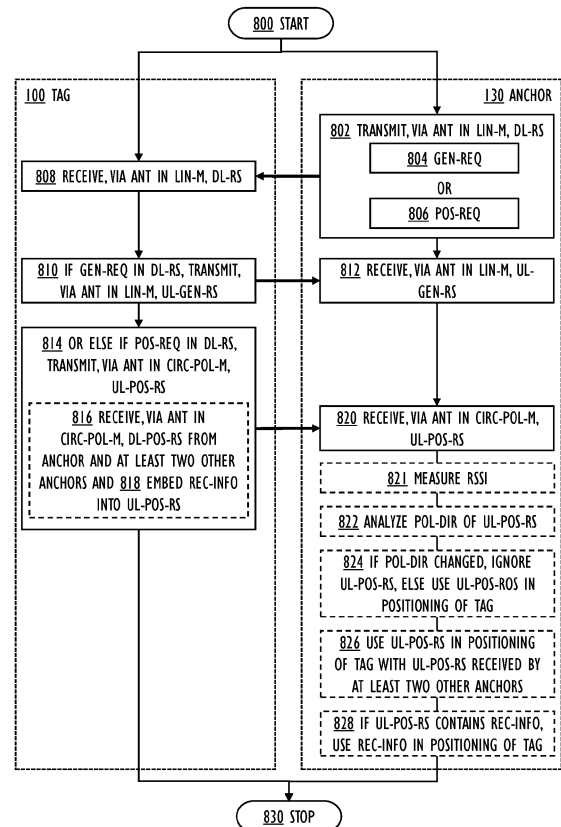 800 START
100 TAG
130 ANCHOR
802 TRANSMIT, VIA ANT IN LIN-M, DL-RS
804 GEN-REQ
OR
806 POS-REQ
808 RECEIVE, VIA ANT IN LIN-M, DL-RS
810 IF GEN-REQ IN DL-RS, TRANSMIT,
VIA ANT IN LIN-M, UL-GEN-RS
812 RECEIVE, VIA ANT IN LIN-M, UL-
GEN-RS
814 OR ELSE IF POS-REQ IN DL-RS,
TRANSMIT, VIA ANT IN CIRC-POL-M,
UL-POS-RS
816 RECEIVE, VIA ANT IN
CIRC-POL-M, DL-POS-RS FROM
ANCHOR AND AT LEAST TWO OTHER
ANCHORS AND 818 EMBED REC-INFO
INTO UL-POS-RS
820 RECEIVE, VIA ANT IN CIRC-POL-M,
UL-POS-RS
821 MEASURE RSSI
822 ANALYZE POL-DIR OF UL-POS-RS
824 IF POL-DIR CHANGED, IGNORE
UL-POS-RS, ELSE USE UL-POS-ROS IN
POSITIONING OF TAG
826 USE UL-POS-RS IN POSITIONING
OF TAG WITH UL-POS-RS RECEIVED BY
AT LEAST TWO OTHER ANCHORS
828 IF UL-POS-RS CONTAINS REC-INFO,
USE REC-INFO IN POSITIONING OF TAG
830 STOP